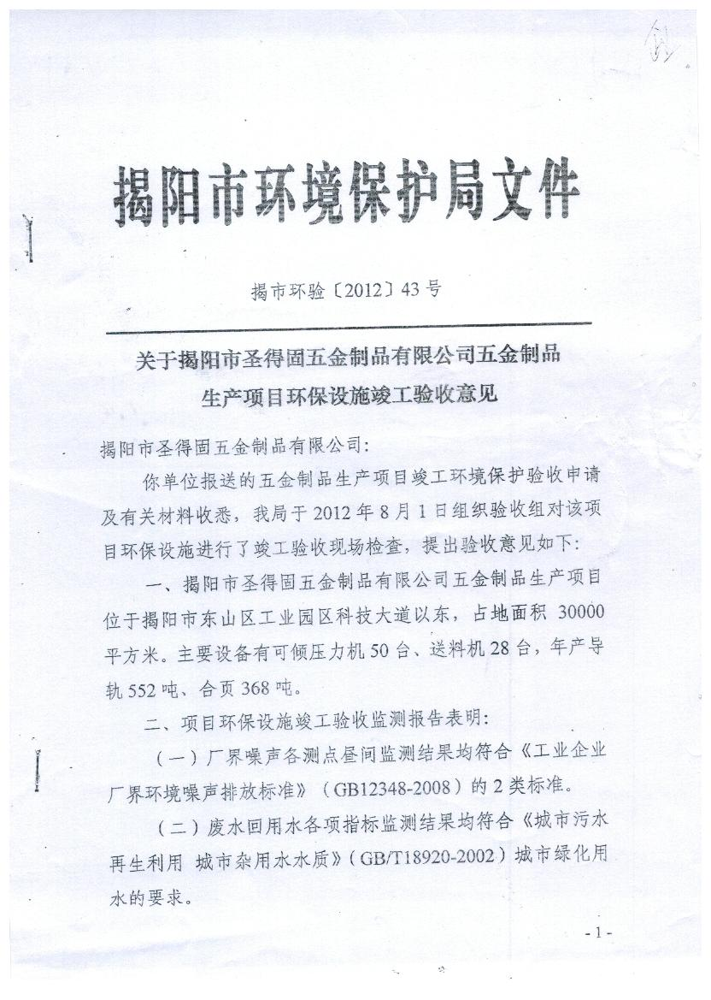 揭阳市环境保护局文件
揭市环验〔2012〕43号
关于揭阳市圣得固五金制品有限公司五金制品
生产项目环保设施竣工验收意见
揭阳市圣得固五金制品有限公司：
你单位报送的五金制品生产项目竣工环境保护验收申请
及有关材料收悉，我局于2012年8月1日组织验收组对该项
目环保设施进行了竣工验收现场检查，提出验收意见如下：
一、揭阳市圣得固五金制品有限公司五金制品生产项目
位于揭阳市东山区工业园区科技大道以东，占地面积 30000
平方米。主要设备有可倾压力机50台、送料机28台，年产导
轨552吨、合页368吨。
二、项目环保设施竣工验收监测报告表明：
（一）厂界噪声各测点昼间监测结果均符合《工业企业
厂界环境噪声排放标准》（GB12348-2008）的2类标准。
（二）废水回用水各项指标监测结果均符合《城市污水
再生利用 城市杂用水水质》（GB/T18920-2002）城市绿化用
水的要求。
- 1 -